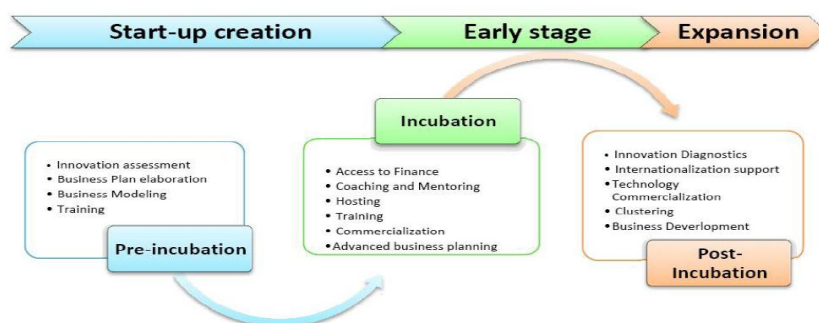 Start-up creation
Early stage
Expansion
• Innovation assessment
• Business Plan elaboration
• Business Modeling
• Training
Pre-incubation
Incubation
• Access to Finance
• Coaching and Mentoring
• Hosting
• Training
• Commercialization
• Advanced business planning
• Innovation Diagnostics
• Internationalization support
• Technology
Commercialization
• Clustering
• Business Deverlopment
Post-
Incubation